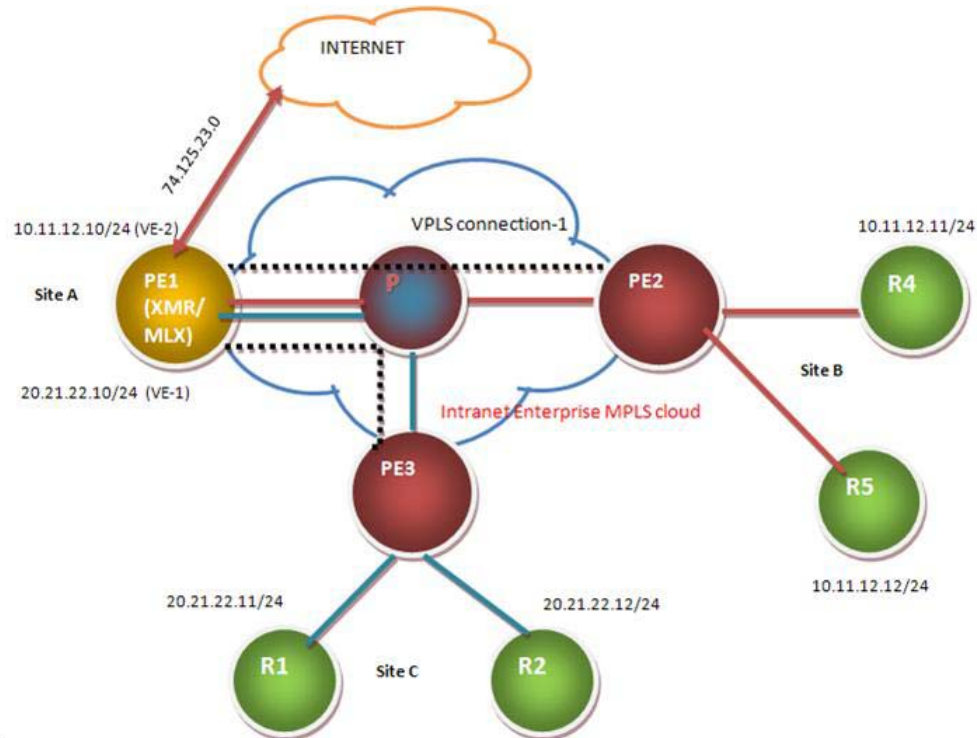 INTERNET
74.125.23.0
10.11.12.10/24 (VE-2)
VPLS connection-1
10.11.12.11/24
Site A
PE1
(XMR/
MLX)
P
PE2
R4
20.21.22.10/24 (VE-1)
Site B
Intranet Enterprise MPLS cloud
PE3
R5
10.11.12.12/24
20.21.22.11/24
20.21.22.12/24
R1
Site C
R2